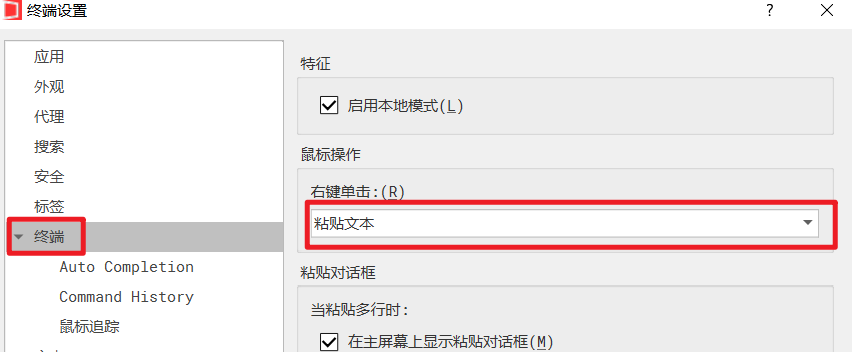 终端设置
?
应用
外观
代理
搜索
安全
标签
终端
Auto Completion
Command History
鼠标追踪
特征
启用本地模式(L)
鼠标操作
右键单击:(R)
粘贴文本
粘贴对话框
当粘贴多行时:
在主屏幕上显示粘贴对话框(M)